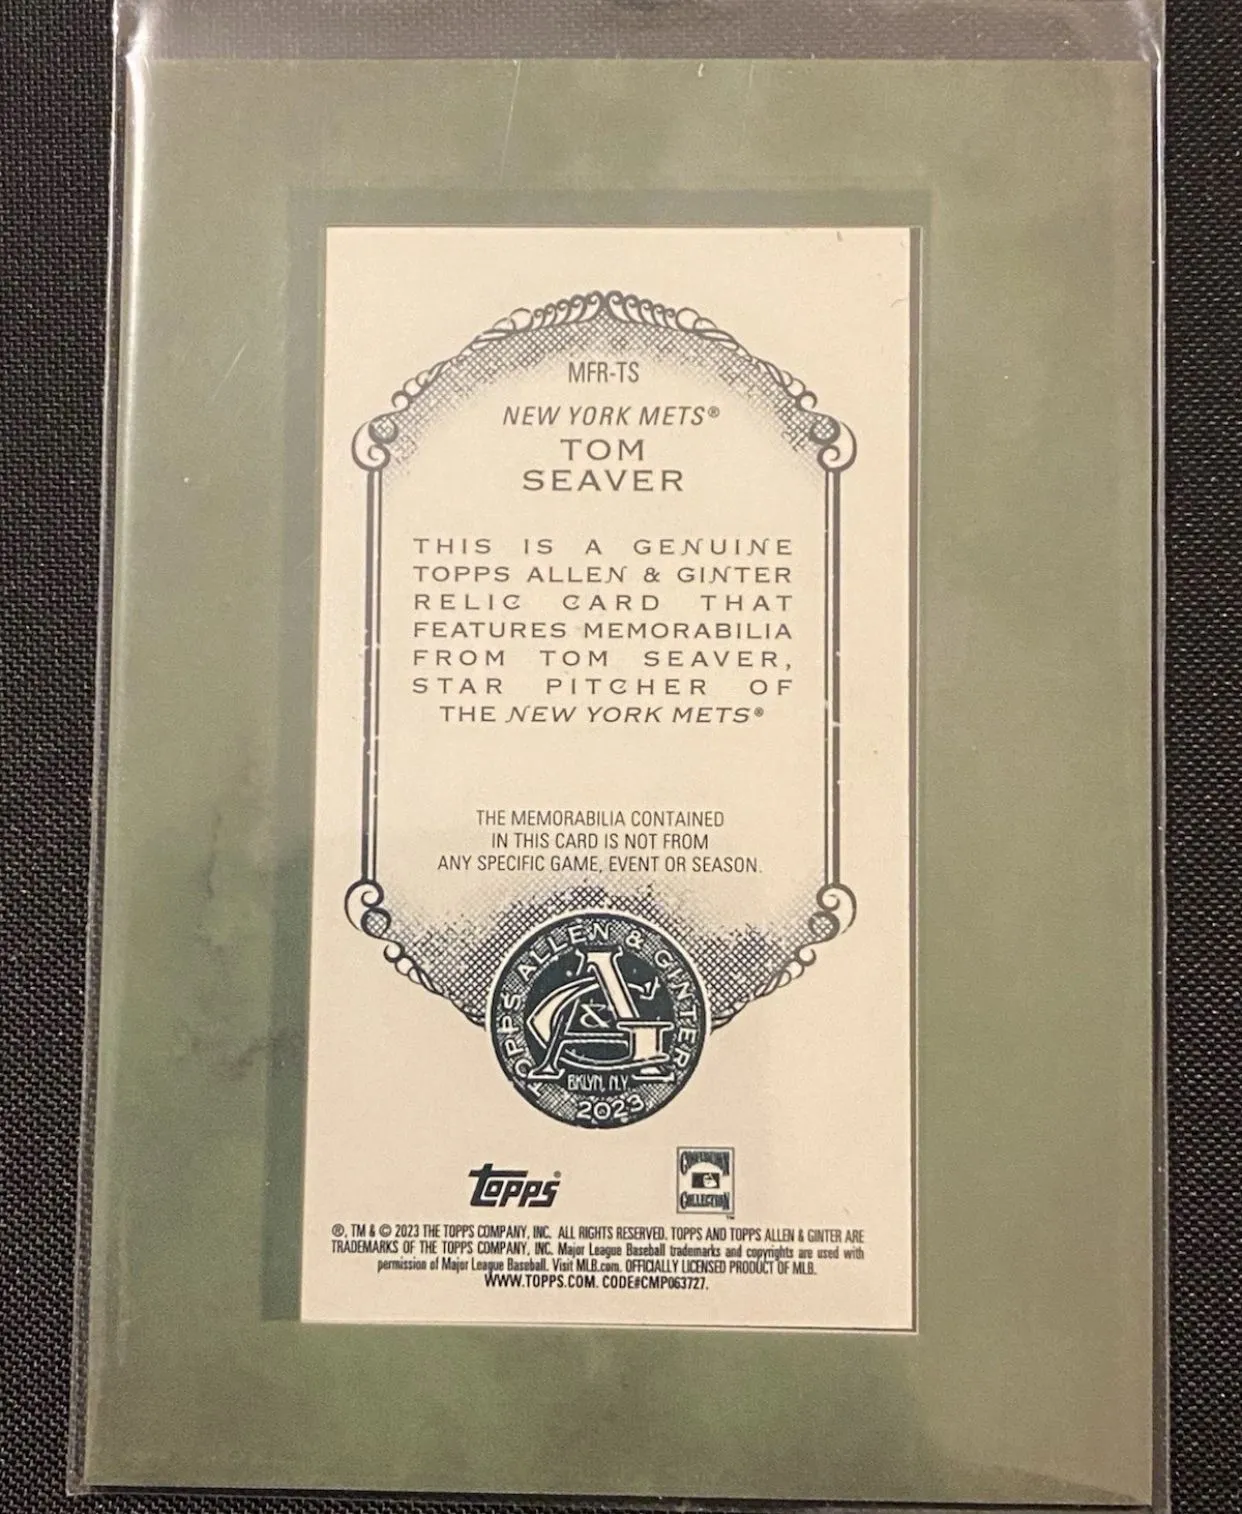 MFR-TS
NEW YORK METS®
TOM
SEAVER
THIS IS A GENUINE
TOPPS ALLEN & GINTER
RELIC CARD THAT
FEATURES MEMORABILIA
FROM TOM SEAVER,
STAR PITCHER OF
THE NEW YORK METS®
THE MEMORABILIA CONTAINED
IN THIS CARD IS NOT FROM
ANY SPECIFIC GAME, EVENT OR SEASON.
TOPPS ALLEN & GINTER
A&G
BKLYN, N.Y.
2023
topps®
COOPERSTOWN
COLLECTION™
®, TM & © 2023 THE TOPPS COMPANY, INC. ALL RIGHTS RESERVED. TOPPS AND TOPPS ALLEN & GINTER ARE
TRADEMARKS OF THE TOPPS COMPANY, INC. Major League Baseball trademarks and copyrights are used with
permission of Major League Baseball. Visit MLB.com. OFFICIALLY LICENSED PRODUCT OF MLB.
WWW.TOPPS.COM. CODE#CMP063727.